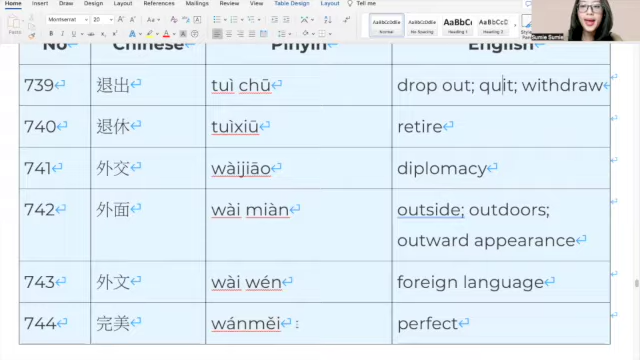 Home Insert Draw Design Layout References Mailings Review View Table Design Layout Tell me
Montserrat 20
AaBbCcDdEe AaBbCcDdEe AaBbCc AaBbCcDdEe
Normal No Spacing Heading 1 Heading 2
Sumie Sumie
No Chinese Pinyin English
739 退出 tuì chū drop out; quit; withdraw
740 退休 tuìxiū retire
741 外交 wàijiāo diplomacy
742 外面 wài miàn outside; outdoors;
outward appearance
743 外文 wài wén foreign language
744 完美 wánměi perfect